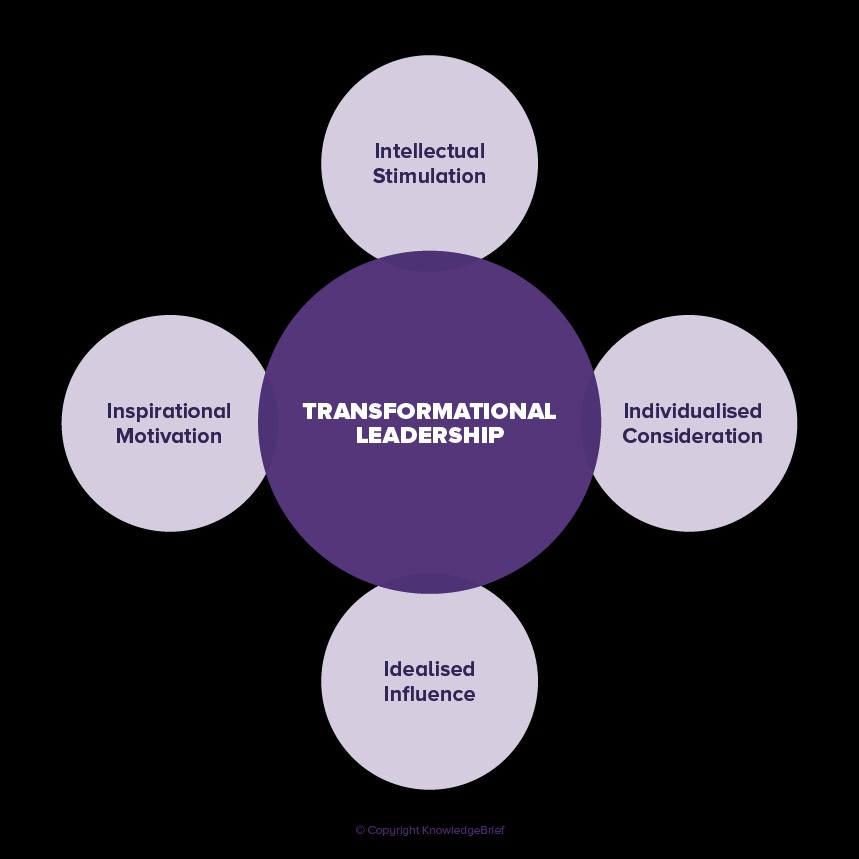 Intellectual
Stimulation
Inspirational
Motivation
TRANSFORMATIONAL
LEADERSHIP
Individualised
Consideration
Idealised
Influence
© Copyright KnowledgeBrief